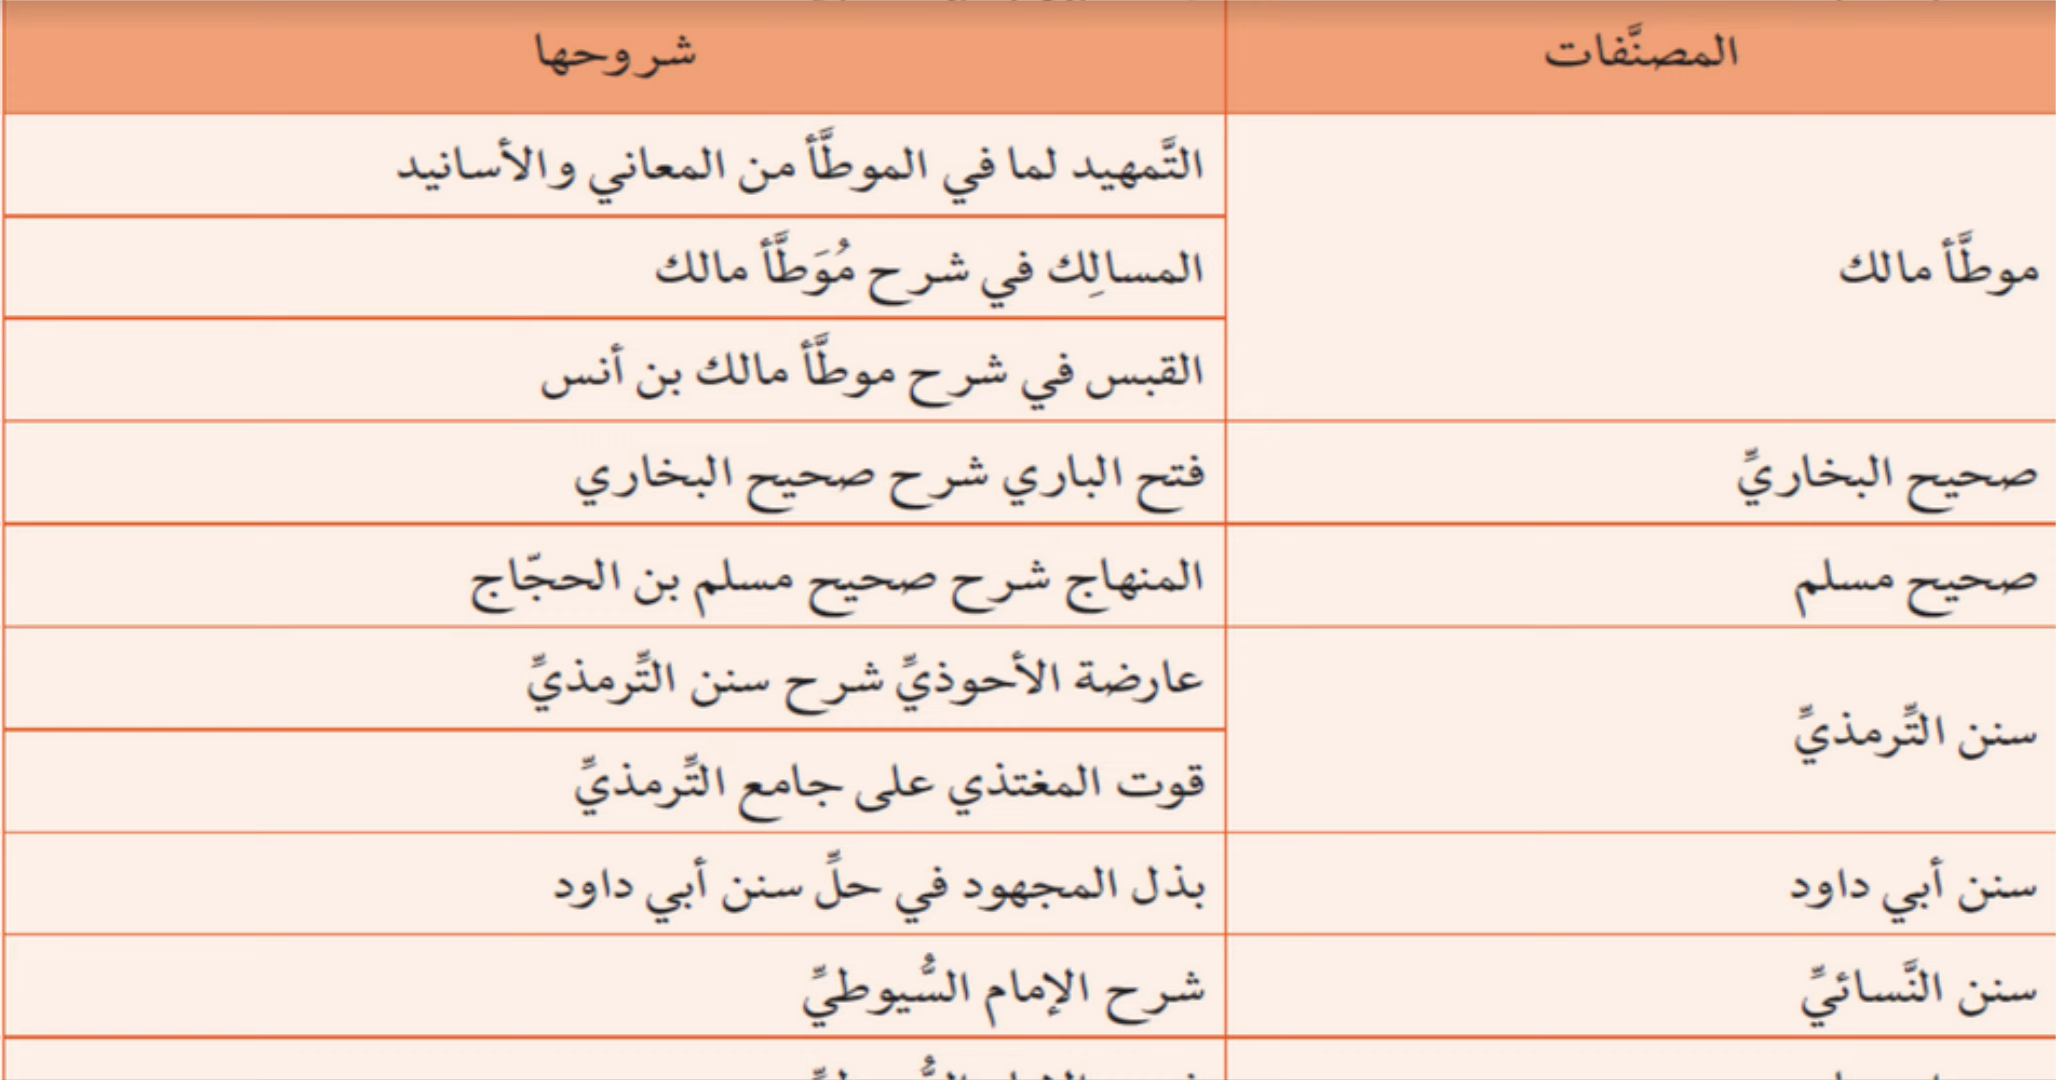 المصنَّفات شروحها
موطَّأ مالك
التَّمهيد لما في الموطَّأ من المعاني والأسانيد
المسالِك في شرح مُوَطَّأ مالك
القبس في شرح موطَّأ مالك بن أنس
صحيح البخاريِّ فتح الباري شرح صحيح البخاري
صحيح مسلم المنهاج شرح صحيح مسلم بن الحجّاج
سنن التِّرمذيِّ
عارضة الأحوذيِّ شرح سنن التِّرمذيِّ
قوت المغتذي على جامع التِّرمذيِّ
سنن أبي داود بذل المجهود في حلِّ سنن أبي داود
سنن النَّسائيِّ شرح الإمام السُّيوطيِّ